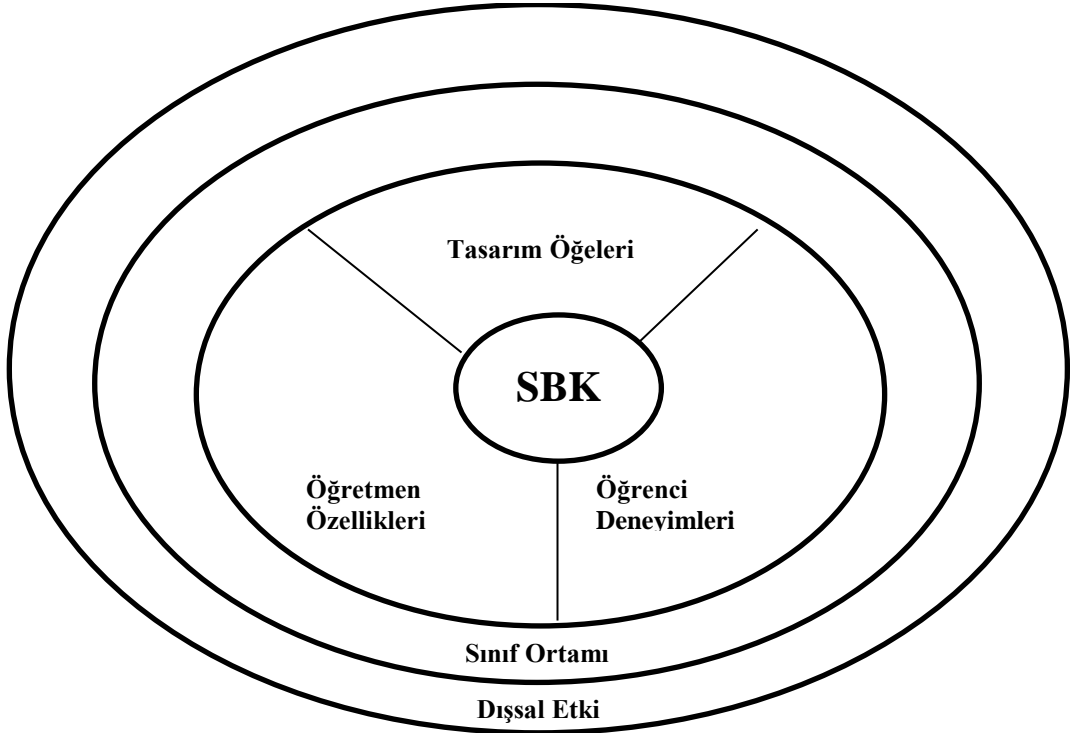 Tasarım Öğeleri
SBK
Öğretmen
Özellikleri
Öğrenci
Deneyimleri
Sınıf Ortamı
Dışsal Etki